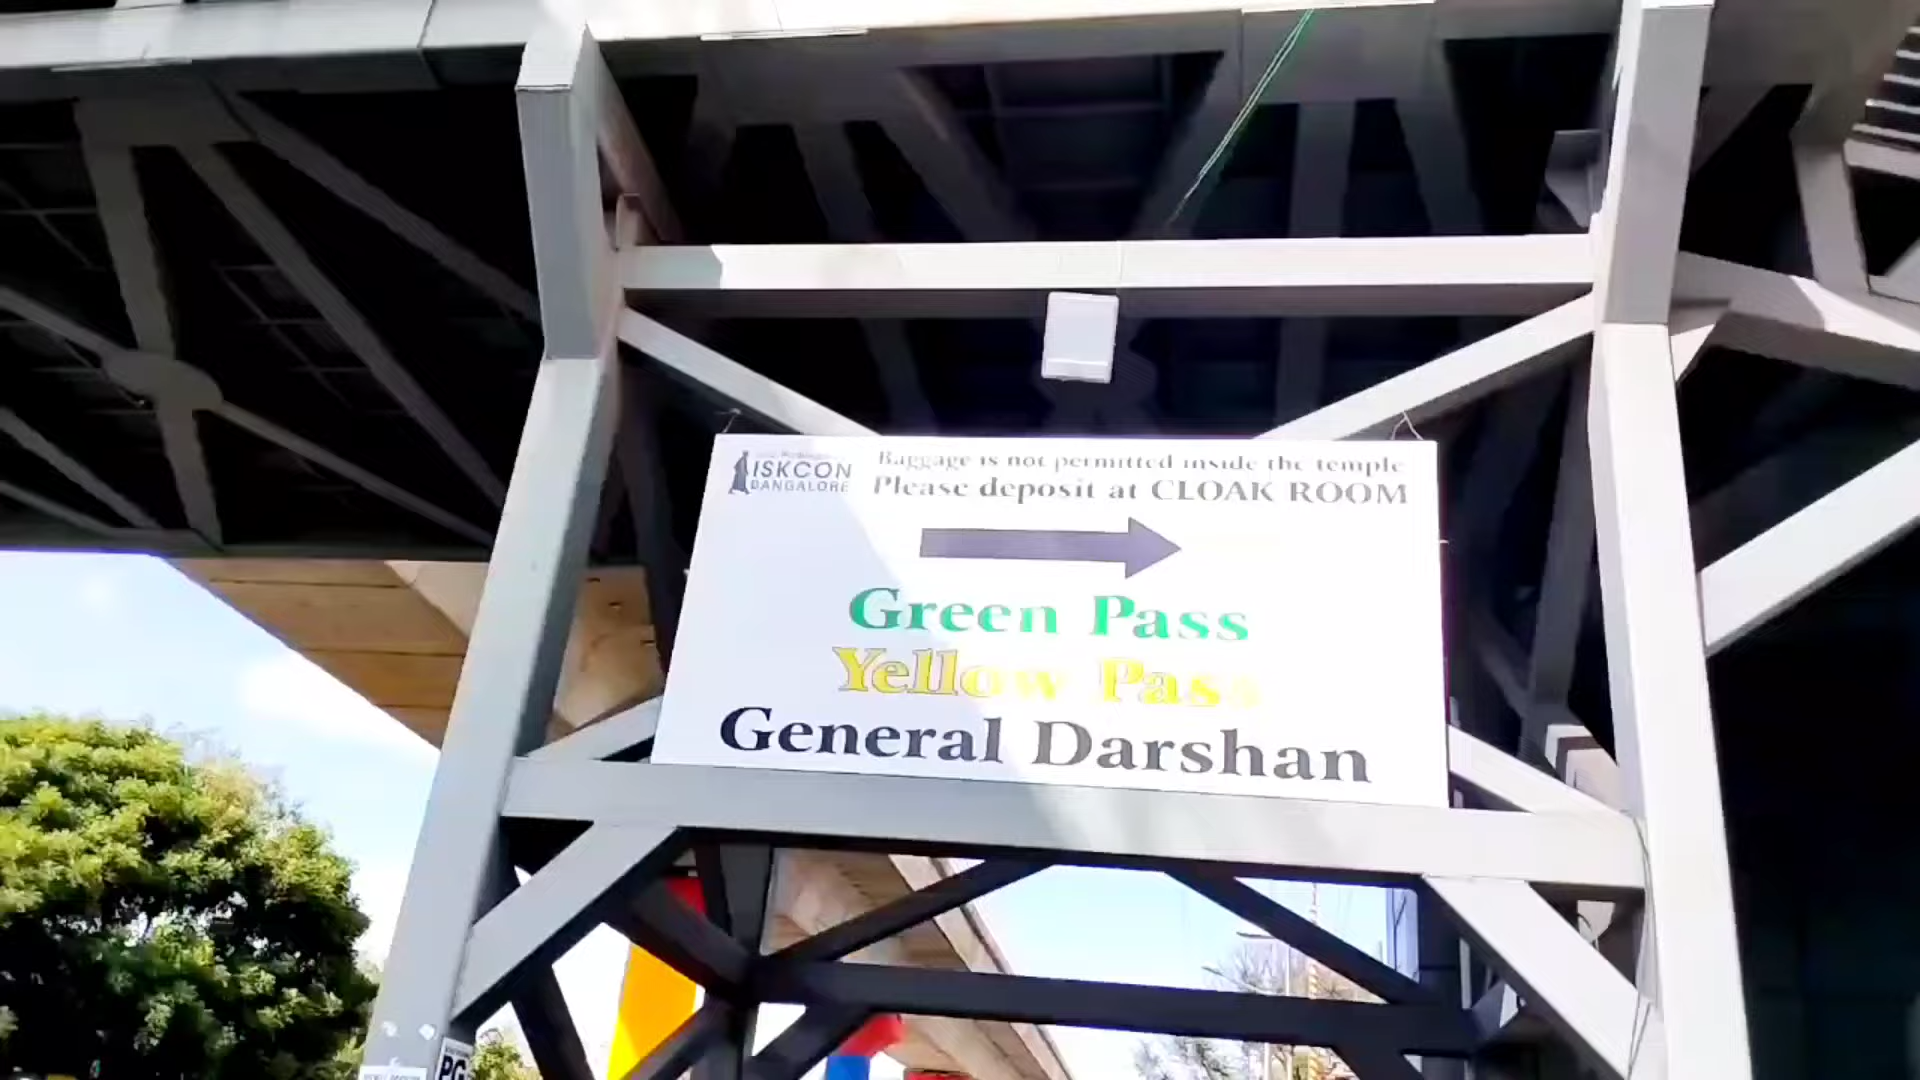 ISKCON
BANGALORE
Baggage is not permitted inside the temple
Please deposit at CLOAK ROOM
Green Pass
Yellow Pass
General Darshan
PG